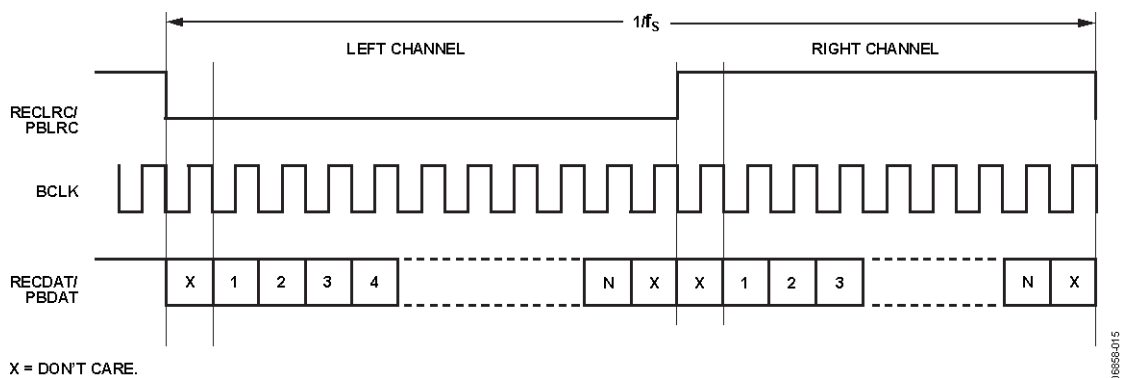 1/fS
LEFT CHANNEL RIGHT CHANNEL
RECLRC/
PBLRC
BCLK
RECDAT/
PBDAT
X 1 2 3 4 N X X 1 2 3 N X
X = DON'T CARE.
06858-015